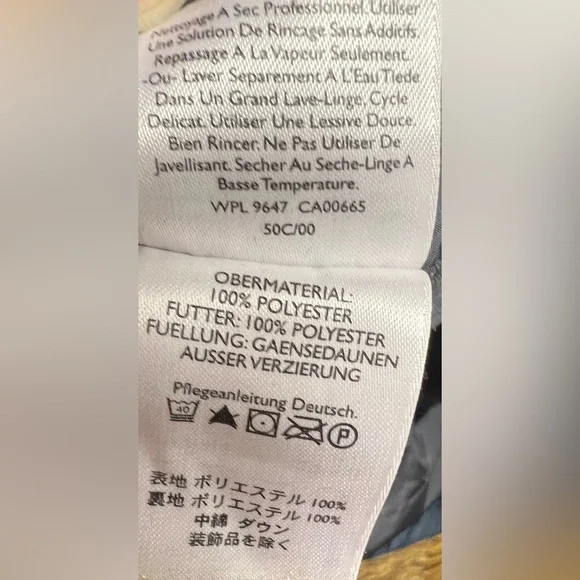 Nettoyage A Sec Professionnel. Utiliser
Une Solution De Rincage Sans Additifs.
Repassage A La Vapeur Seulement.
-Ou- Laver Separement A L'Eau Tiede
Dans Un Grand Lave-Linge, Cycle
Delicat. Utiliser Une Lessive Douce.
Bien Rincer. Ne Pas Utiliser De
Javellisant. Secher Au Seche-Linge A
Basse Temperature.
WPL 9647 CA00665
50C/00
OBERMATERIAL:
100% POLYESTER
FUTTER: 100% POLYESTER
FUELLUNG: GAENSEDAUNEN
AUSSER VERZIERUNG
Pflegeanleitung Deutsch.
40 P
表地 ポリエステル 100%
裏地 ポリエステル 100%
中綿 ダウン
装飾品を除く